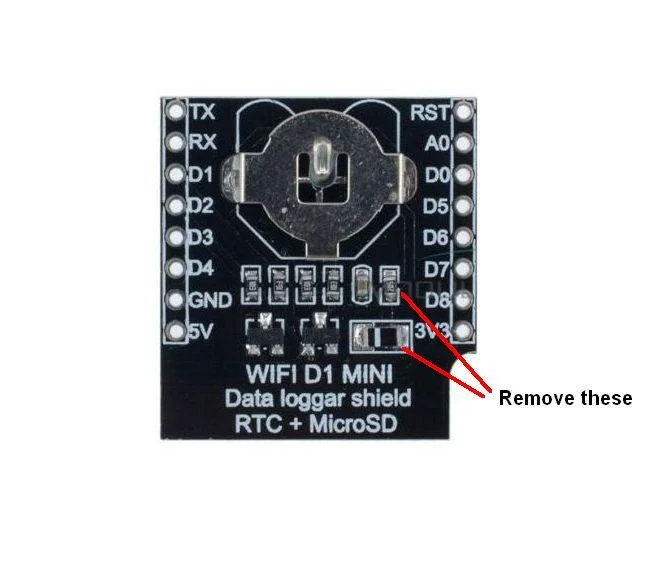 TX RST
RX A0
D1 D0
D2 D5
D3 D6
D4 D7
GND D8
5V 3V3
WIFI D1 MINI
Data loggar shield
RTC + MicroSD
Remove these